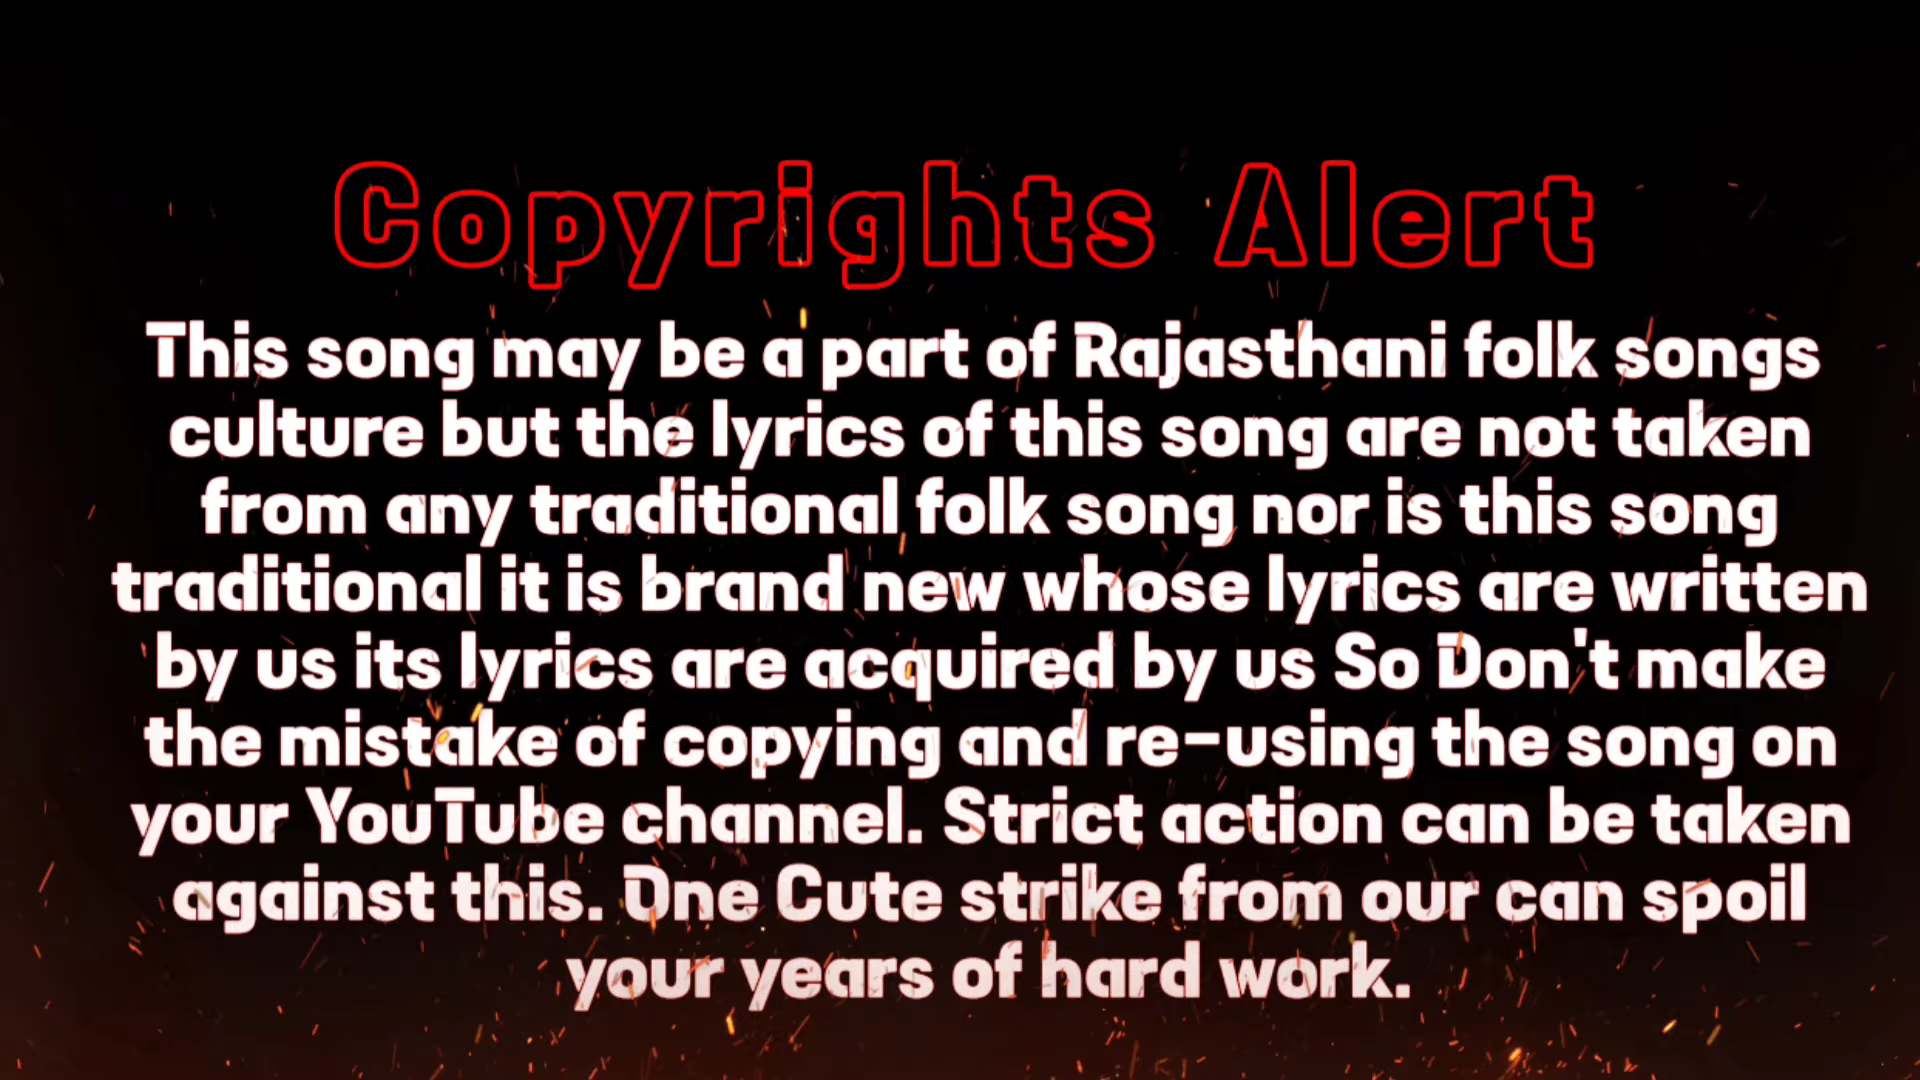 Copyrights Alert
This song may be a part of Rajasthani folk songs
culture but the lyrics of this song are not taken
from any traditional folk song nor is this song
traditional it is brand new whose lyrics are written
by us its lyrics are acquired by us So Don't make
the mistake of copying and re-using the song on
your YouTube channel. Strict action can be taken
against this. One Cute strike from our can spoil
your years of hard work.